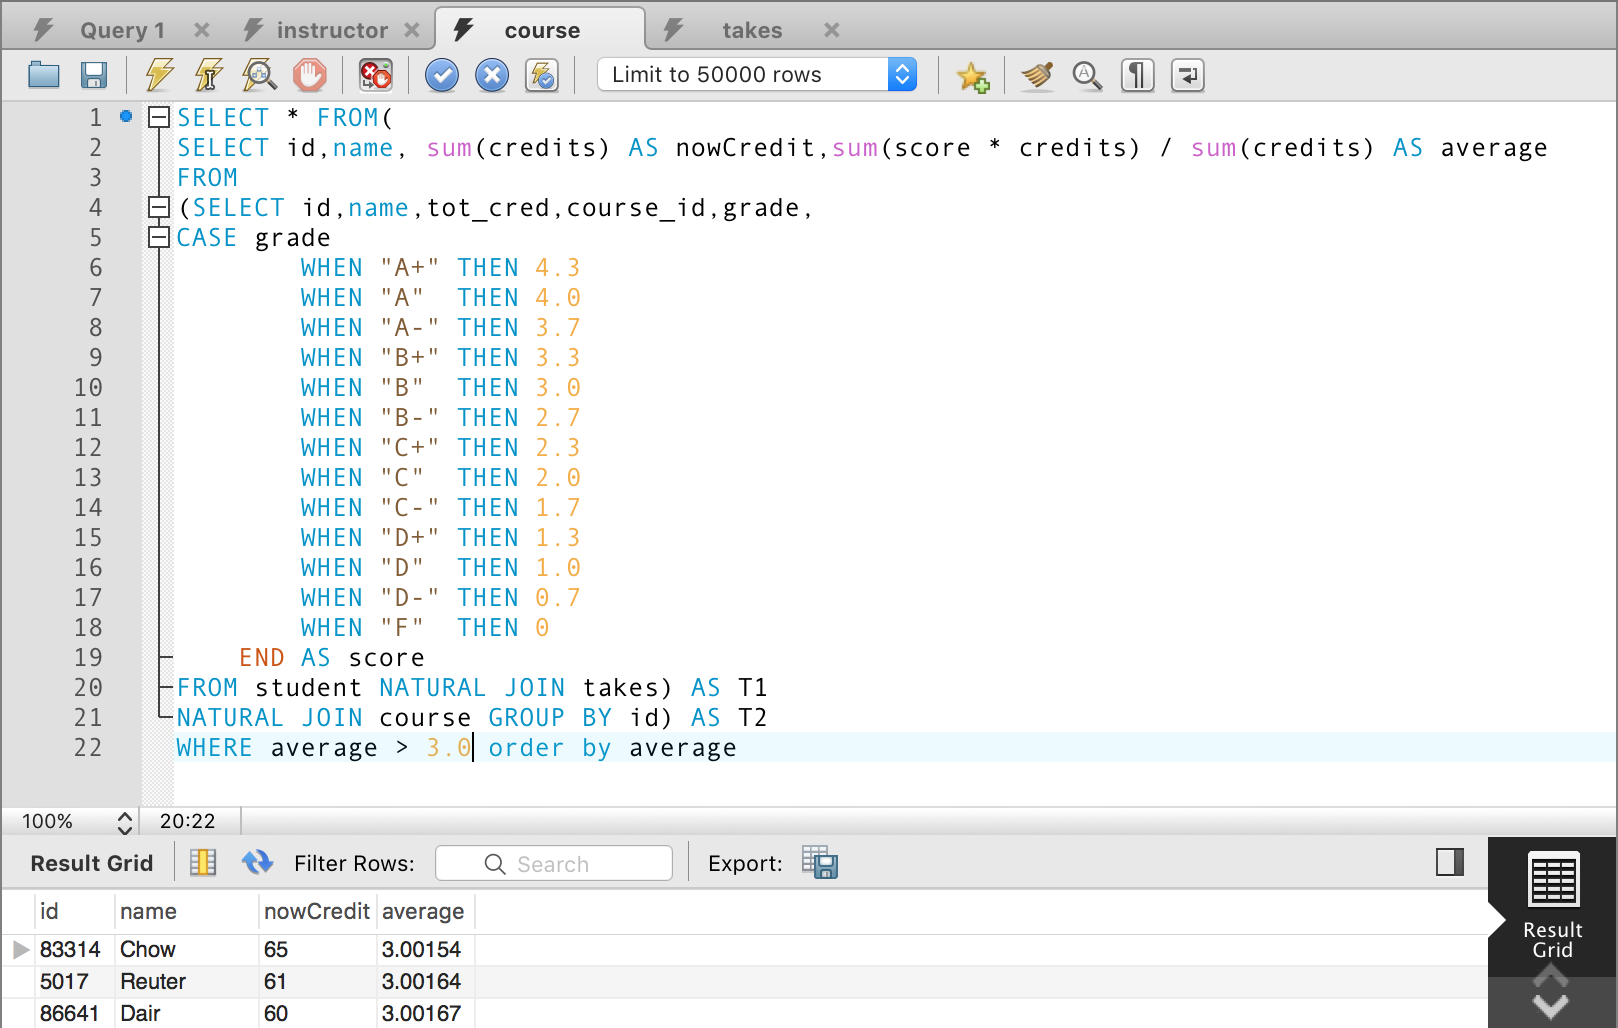 Query 1 instructor course takes
Limit to 50000 rows
1 SELECT * FROM(
2 SELECT id,name, sum(credits) AS nowCredit,sum(score * credits) / sum(credits) AS average
3 FROM
4 (SELECT id,name,tot_cred,course_id,grade,
5 CASE grade
6 WHEN "A+" THEN 4.3
7 WHEN "A"  THEN 4.0
8 WHEN "A-" THEN 3.7
9 WHEN "B+" THEN 3.3
10 WHEN "B"  THEN 3.0
11 WHEN "B-" THEN 2.7
12 WHEN "C+" THEN 2.3
13 WHEN "C"  THEN 2.0
14 WHEN "C-" THEN 1.7
15 WHEN "D+" THEN 1.3
16 WHEN "D"  THEN 1.0
17 WHEN "D-" THEN 0.7
18 WHEN "F"  THEN 0
19 END AS score
20 FROM student NATURAL JOIN takes) AS T1
21 NATURAL JOIN course GROUP BY id) AS T2
22 WHERE average > 3.0 order by average
100% 20:22
Result Grid Filter Rows: Search Export:
id name nowCredit average
83314 Chow 65 3.00154
5017 Reuter 61 3.00164
86641 Dair 60 3.00167
Result
Grid